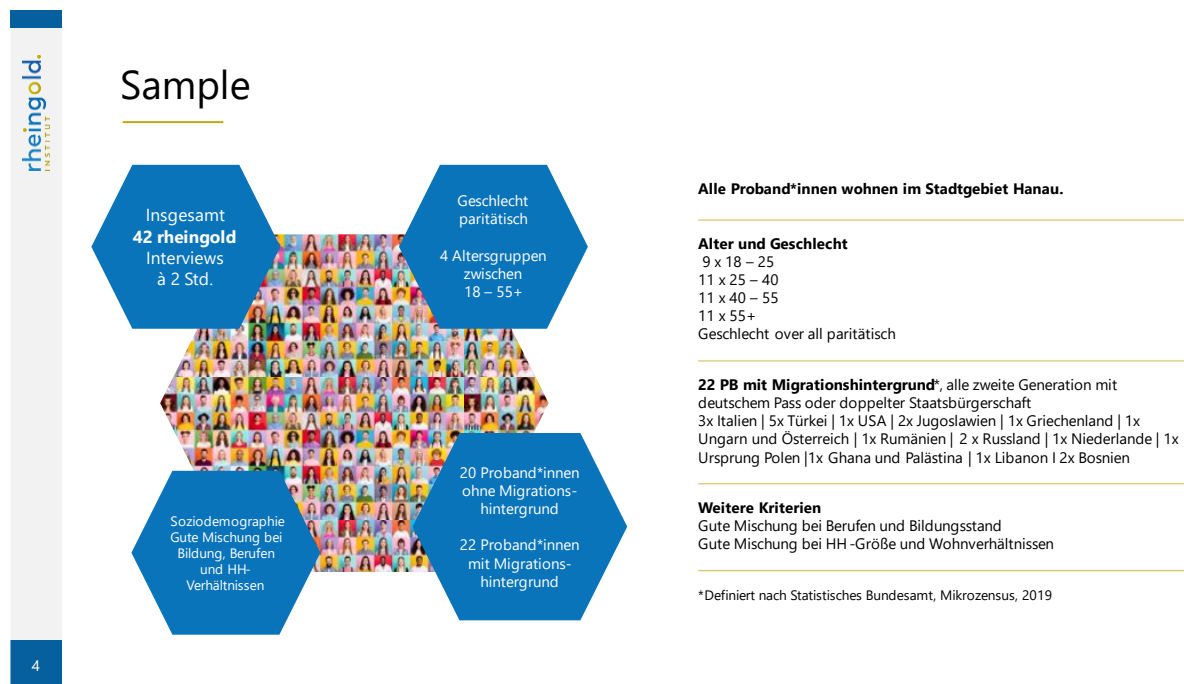 rheingold.
INSTITUT
Sample
Insgesamt
42 rheingold
Interviews
à 2 Std.
Geschlecht
paritätisch
4 Altersgruppen
zwischen
18 – 55+
Soziodemographie
Gute Mischung bei
Bildung, Berufen
und HH-
Verhältnissen
20 Proband*innen
ohne Migrations-
hintergrund
22 Proband*innen
mit Migrations-
hintergrund
Alle Proband*innen wohnen im Stadtgebiet Hanau.
Alter und Geschlecht
9 x 18 – 25
11 x 25 – 40
11 x 40 – 55
11 x 55+
Geschlecht over all paritätisch
22 PB mit Migrationshintergrund*, alle zweite Generation mit
deutschem Pass oder doppelter Staatsbürgerschaft
3x Italien | 5x Türkei | 1x USA | 2x Jugoslawien | 1x Griechenland | 1x
Ungarn und Österreich | 1x Rumänien | 2 x Russland | 1x Niederlande | 1x
Ursprung Polen |1x Ghana und Palästina | 1x Libanon I 2x Bosnien
Weitere Kriterien
Gute Mischung bei Berufen und Bildungsstand
Gute Mischung bei HH -Größe und Wohnverhältnissen
*Definiert nach Statistisches Bundesamt, Mikrozensus, 2019
4